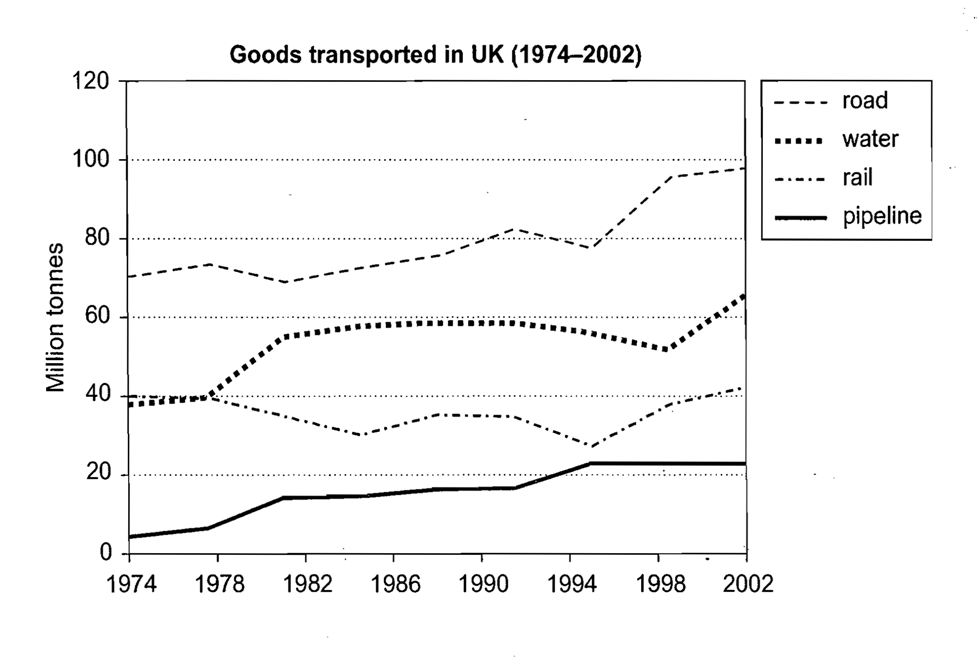 Goods transported in UK (1974–2002)
120
100
80
60
40
20
0
Million tonnes
1974 1978 1982 1986 1990 1994 1998 2002
road
water
rail
pipeline